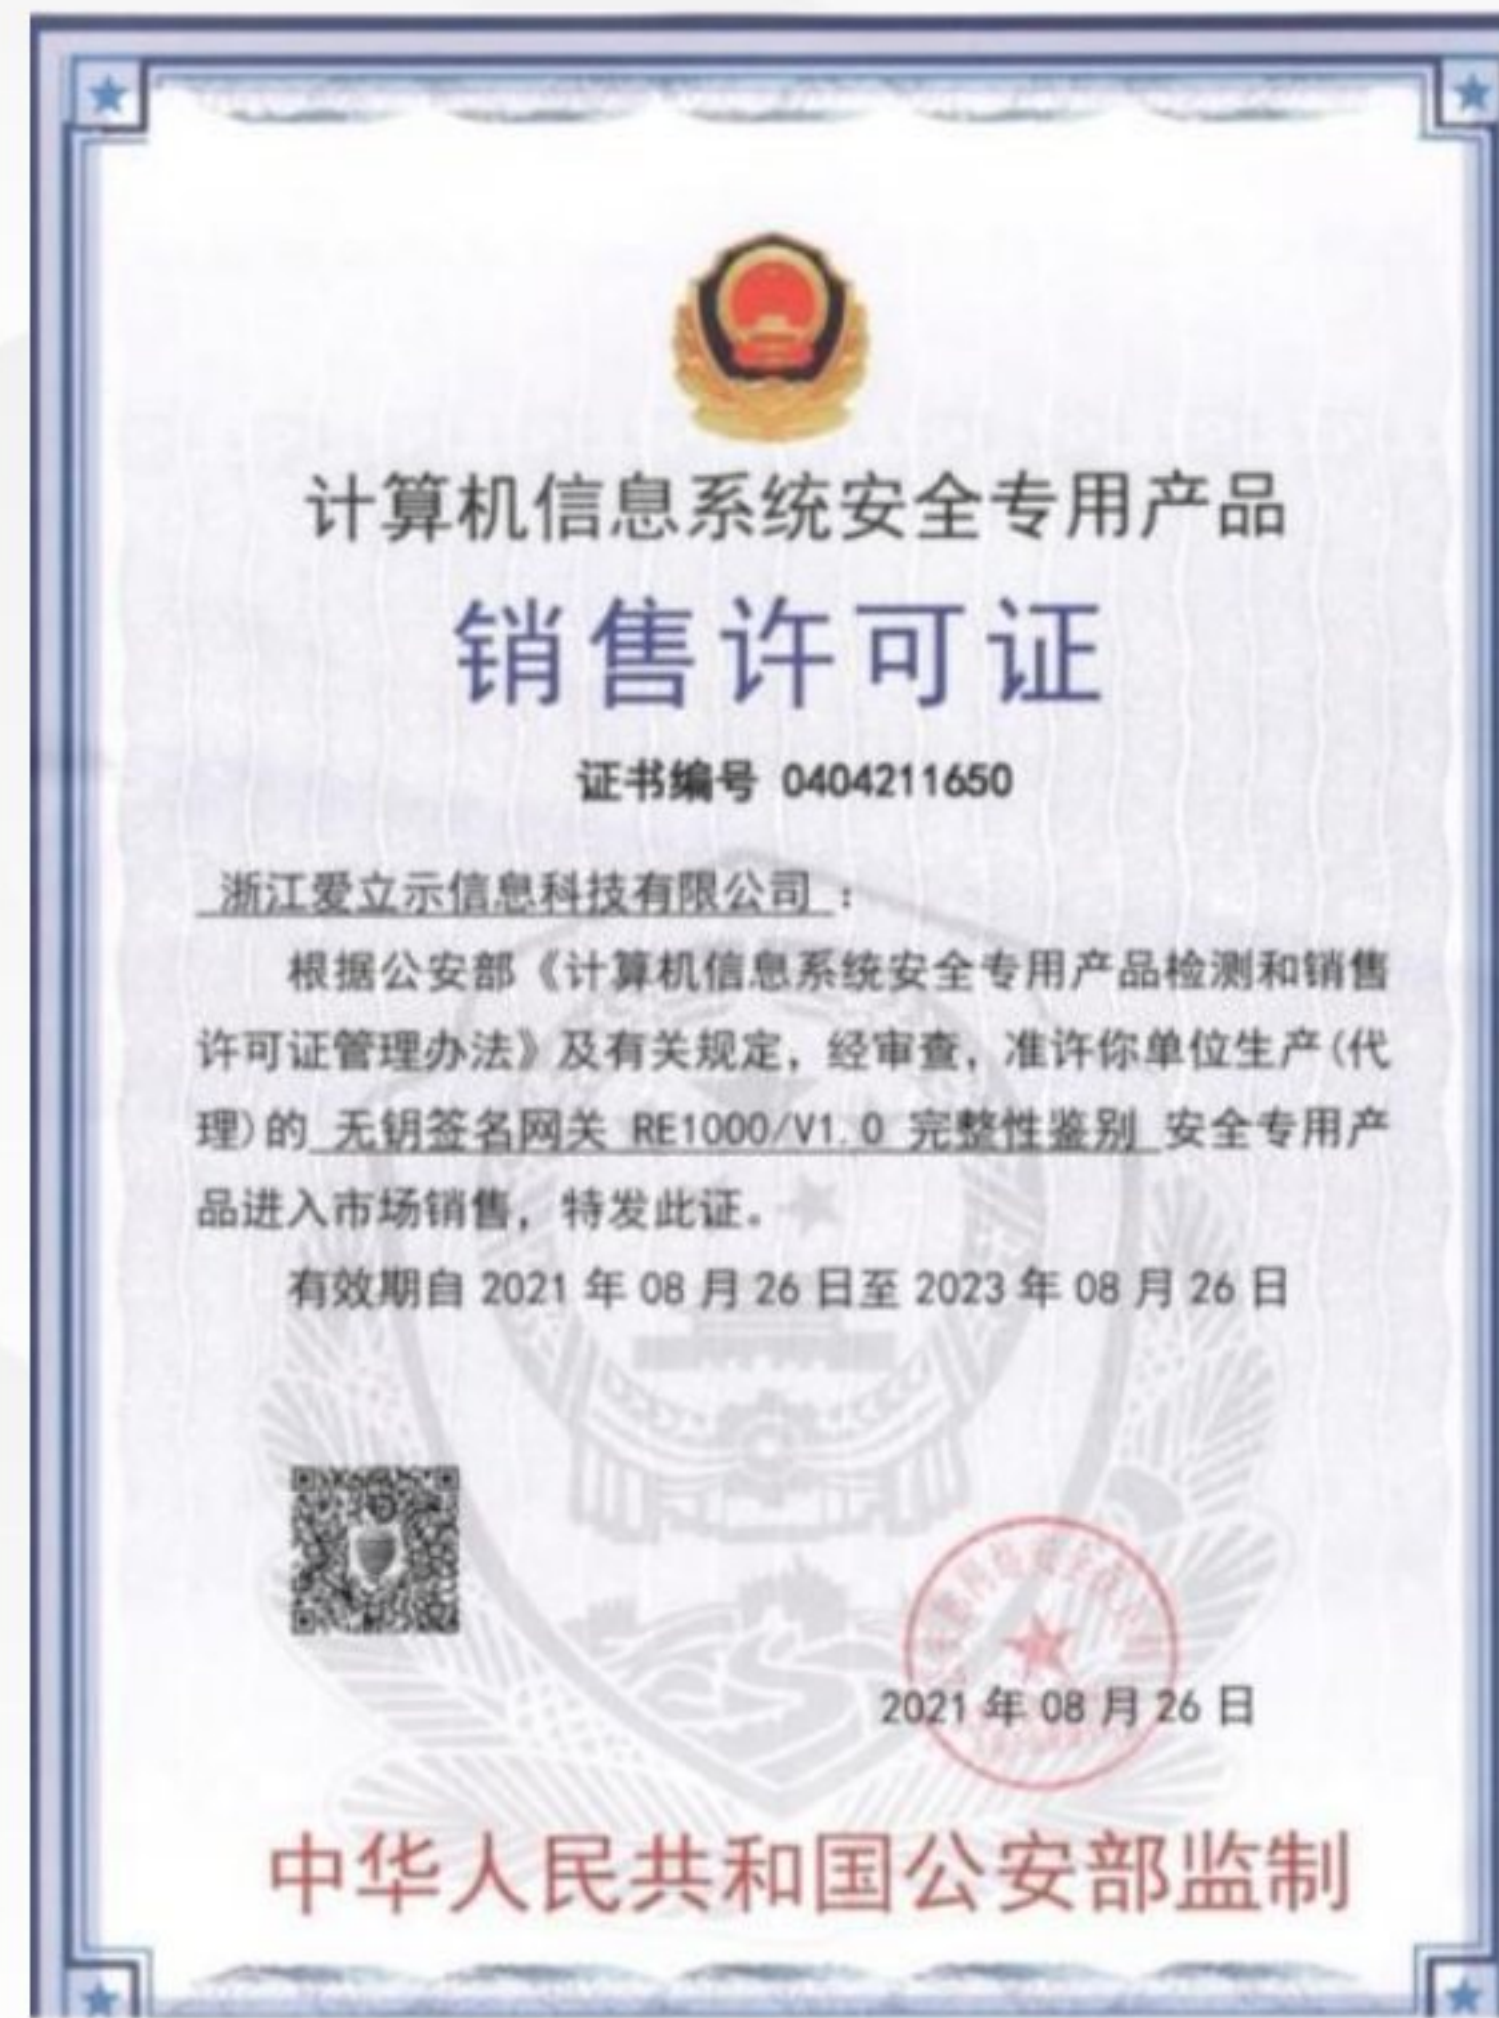 计算机信息系统安全专用产品
销售许可证
证书编号 0404211650
浙江爱立示信息科技有限公司：
根据公安部《计算机信息系统安全专用产品检测和销售
许可证管理办法》及有关规定，经审查，准许你单位生产(代
理)的 无钥签名网关 RE1000/V1.0 完整性鉴别 安全专用产
品进入市场销售，特发此证。
有效期自 2021 年 08 月 26 日至 2023 年 08 月 26 日
2021 年 08 月 26 日
中华人民共和国公安部监制